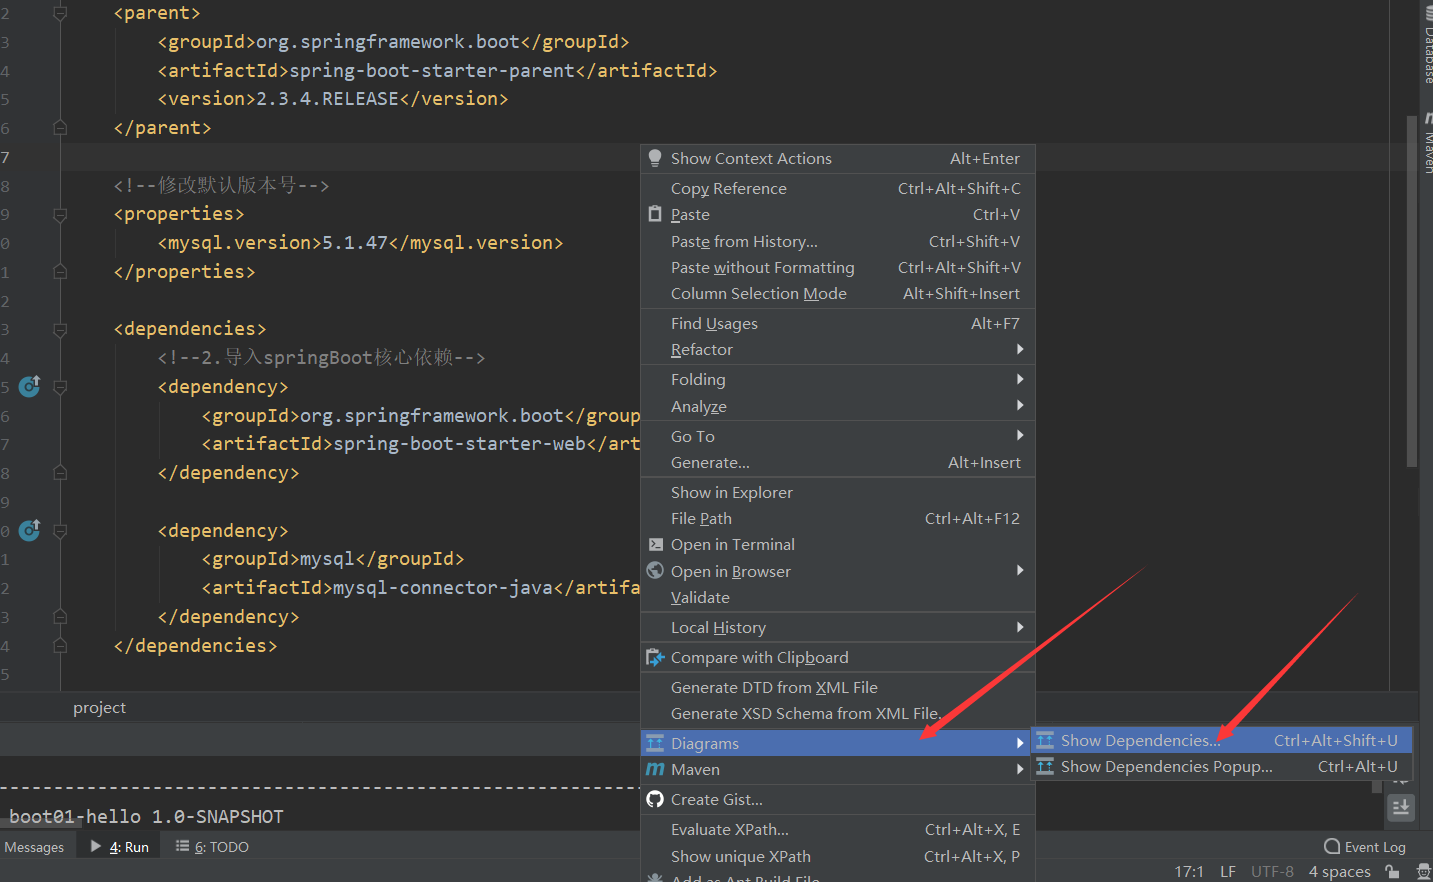 2 <parent>
3 <groupId>org.springframework.boot</groupId>
4 <artifactId>spring-boot-starter-parent</artifactId>
5 <version>2.3.4.RELEASE</version>
6 </parent>
7
8 <!--修改默认版本号-->
9 <properties>
0 <mysql.version>5.1.47</mysql.version>
1 </properties>
2
3 <dependencies>
4 <!--2.导入springBoot核心依赖-->
5 <dependency>
6 <groupId>org.springframework.boot</group
7 <artifactId>spring-boot-starter-web</art
8 </dependency>
9
0 <dependency>
1 <groupId>mysql</groupId>
2 <artifactId>mysql-connector-java</artifa
3 </dependency>
4 </dependencies>
5
project
boot01-hello 1.0-SNAPSHOT
Messages
4: Run
6: TODO
Show Context Actions Alt+Enter
Copy Reference Ctrl+Alt+Shift+C
Paste Ctrl+V
Paste from History... Ctrl+Shift+V
Paste without Formatting Ctrl+Alt+Shift+V
Column Selection Mode Alt+Shift+Insert
Find Usages Alt+F7
Refactor
Folding
Analyze
Go To
Generate... Alt+Insert
Show in Explorer
File Path Ctrl+Alt+F12
Open in Terminal
Open in Browser
Validate
Local History
Compare with Clipboard
Generate DTD from XML File
Generate XSD Schema from XML File.
Diagrams
Maven
Create Gist...
Evaluate XPath... Ctrl+Alt+X, E
Show unique XPath Ctrl+Alt+X, P
Add as Ant Build File
Show Dependencies... Ctrl+Alt+Shift+U
Show Dependencies Popup... Ctrl+Alt+U
Database
Maven
Event Log
17:1 LF UTF-8 4 spaces